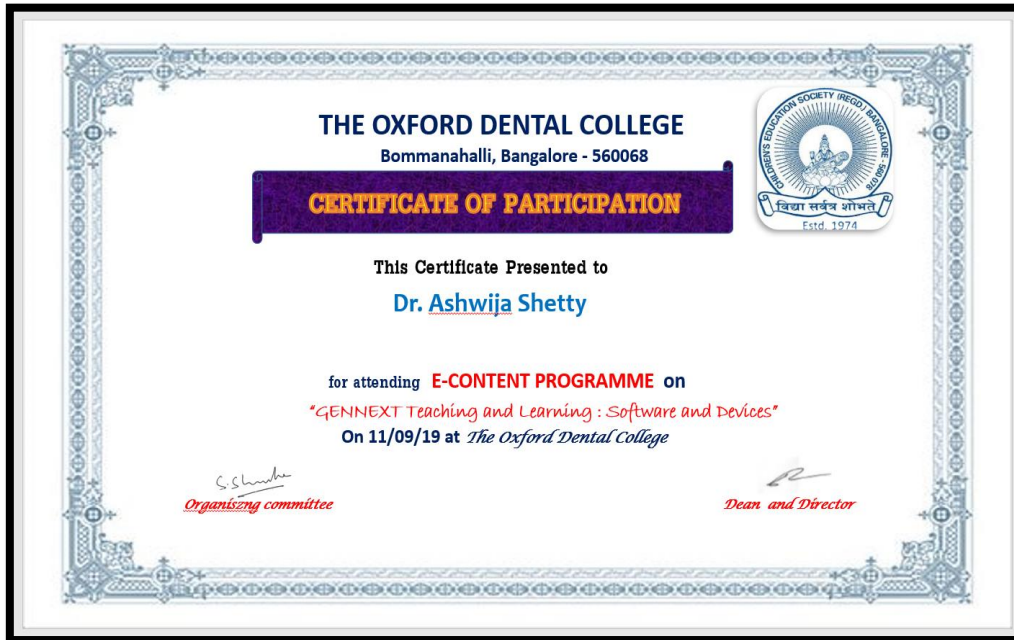 THE OXFORD DENTAL COLLEGE
Bommanahalli, Bangalore - 560068
CHILDREN'S EDUCATION SOCIETY (REGD.) BANGALORE - 560 078
विद्या सर्वत्र शोभते
Estd. 1974
CERTIFICATE OF PARTICIPATION
This Certificate Presented to
Dr. Ashwija Shetty
for attending E-CONTENT PROGRAMME on
"GENNEXT Teaching and Learning : Software and Devices"
On 11/09/19 at The Oxford Dental College
Organiszng committee
Dean and Director